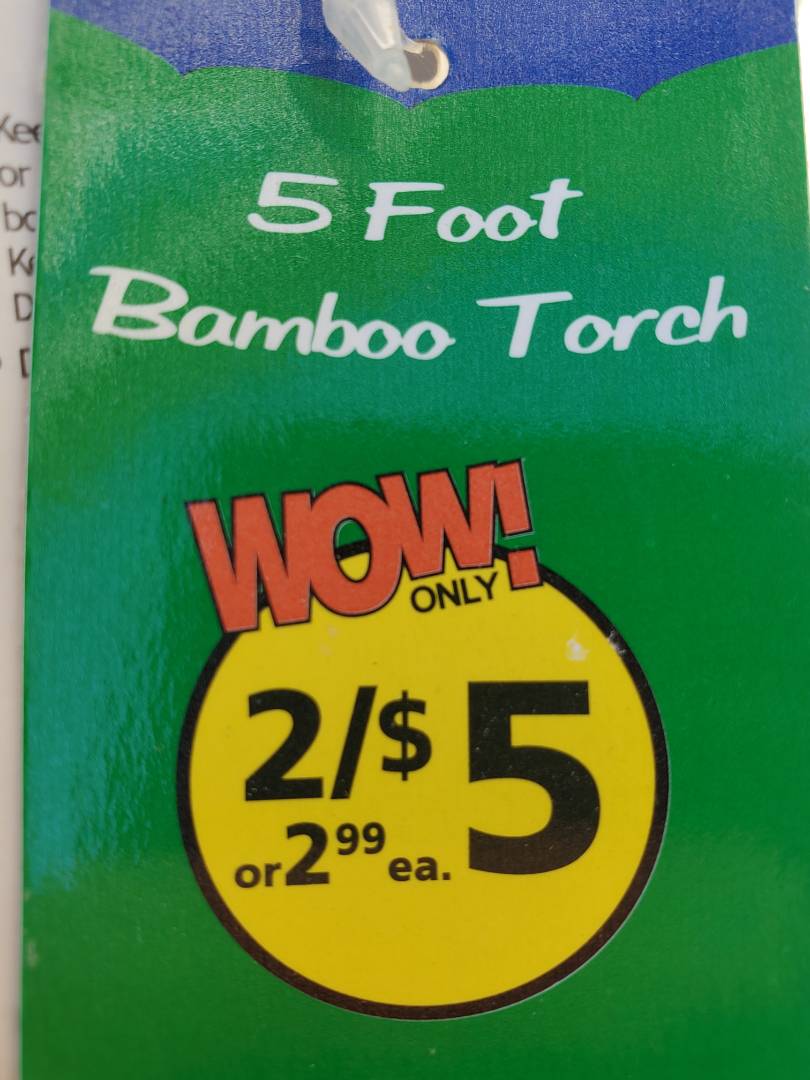 5 Foot
Bamboo Torch
WOW!
ONLY
2/$5
or 2.99 ea.